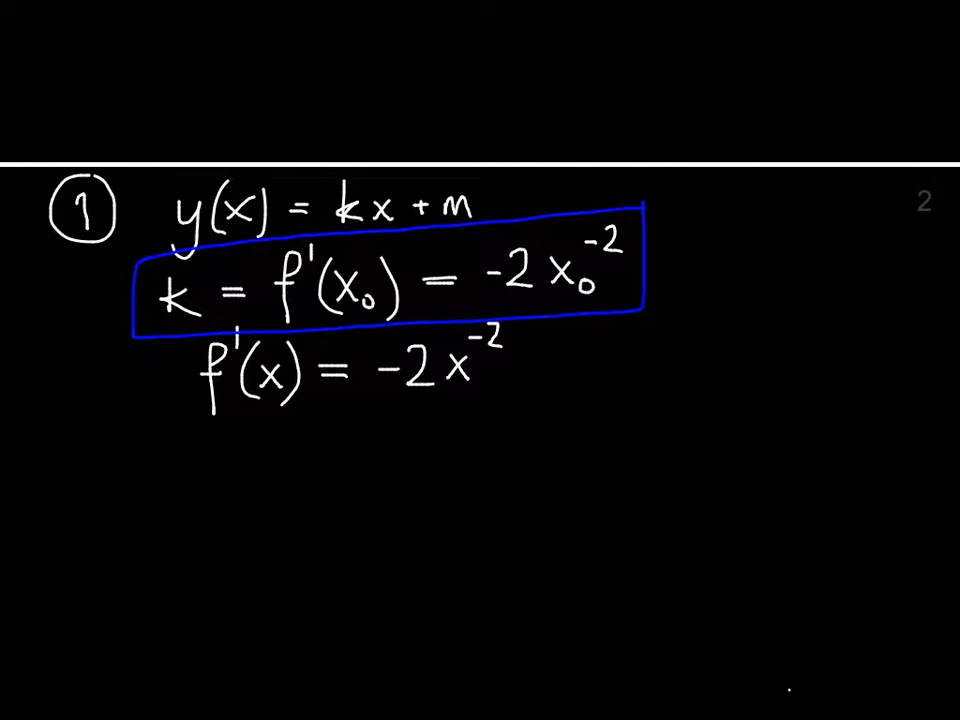 2
① y(x) = kx + m
k = f'(x₀) = -2x₀⁻²
f'(x) = -2x⁻²